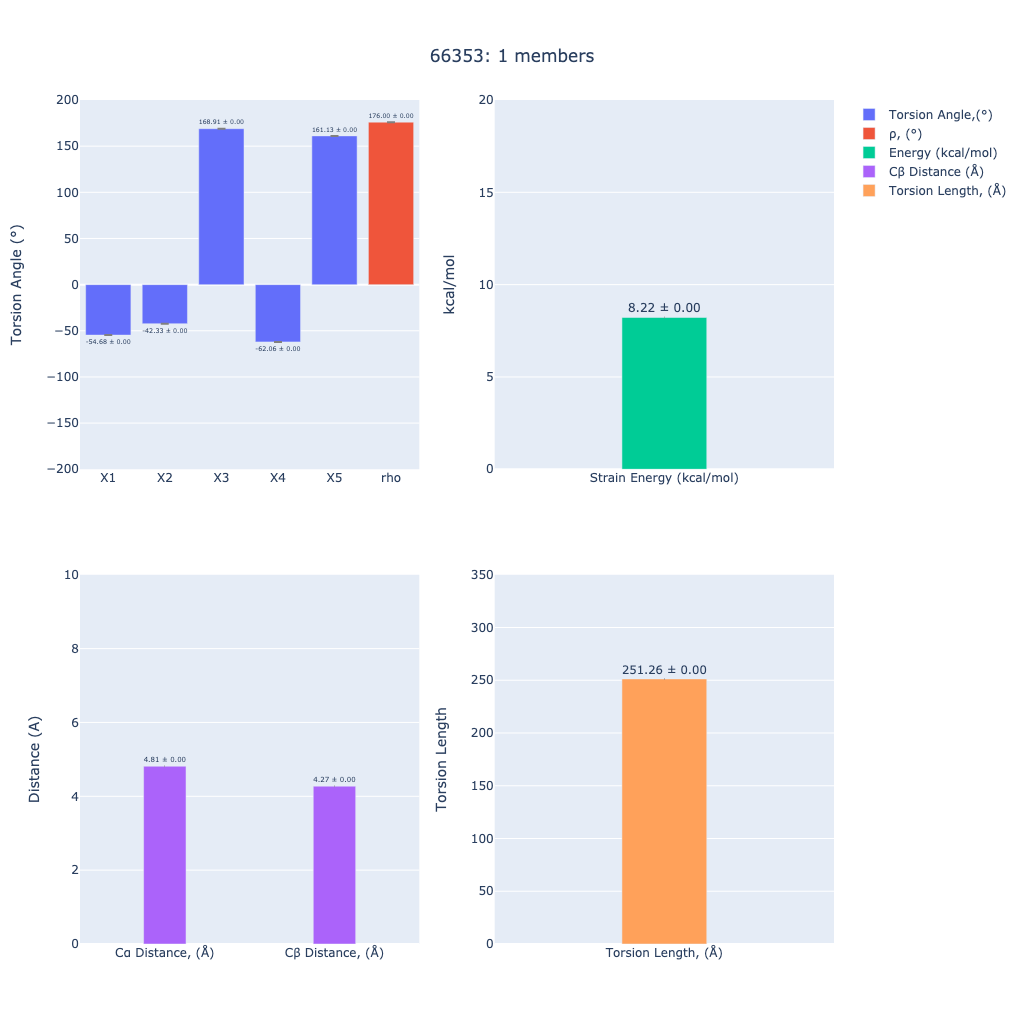 66353: 1 members
Torsion Angle (°)
200
150
100
50
0
−50
−100
−150
−200
168.91 ± 0.00
161.13 ± 0.00
176.00 ± 0.00
-54.68 ± 0.00
-42.33 ± 0.00
-62.06 ± 0.00
X1 X2 X3 X4 X5 rho
kcal/mol
20
15
10
5
0
8.22 ± 0.00
Strain Energy (kcal/mol)
Torsion Angle,(°)
ρ, (°)
Energy (kcal/mol)
Cβ Distance (Å)
Torsion Length, (Å)
Distance (A)
10
8
6
4
2
0
4.81 ± 0.00
4.27 ± 0.00
Cα Distance, (Å) Cβ Distance, (Å)
Torsion Length
350
300
250
200
150
100
50
0
251.26 ± 0.00
Torsion Length, (Å)